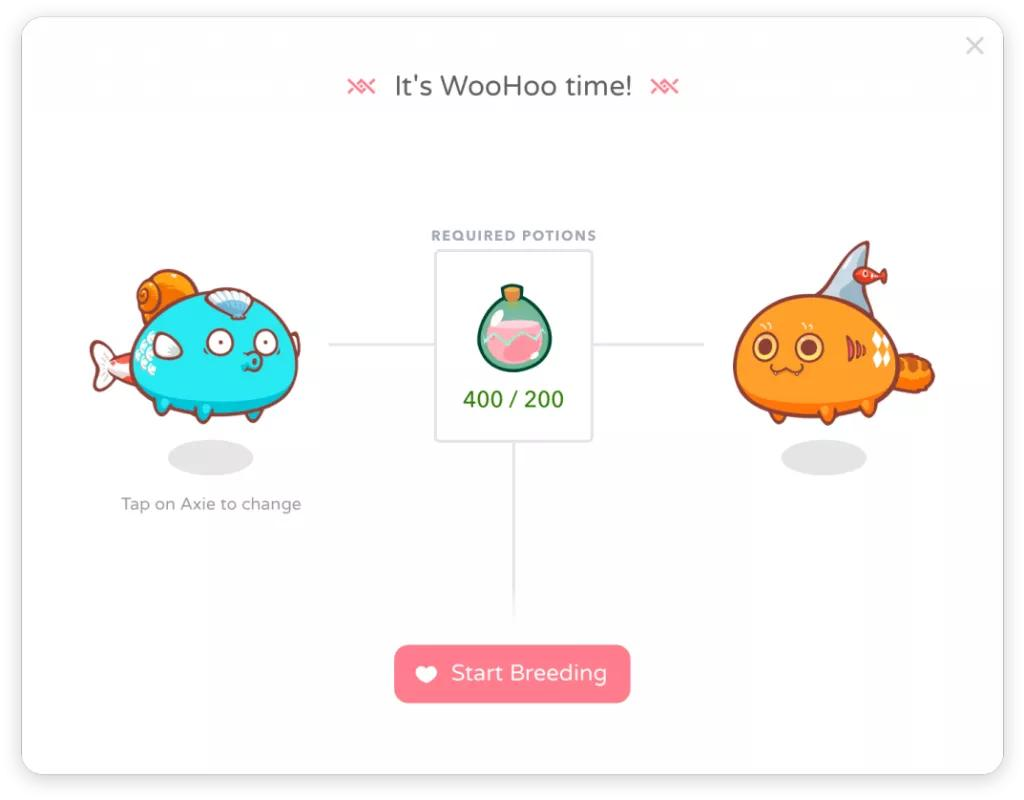 It's WooHoo time!
REQUIRED POTIONS
400 / 200
Tap on Axie to change
Start Breeding